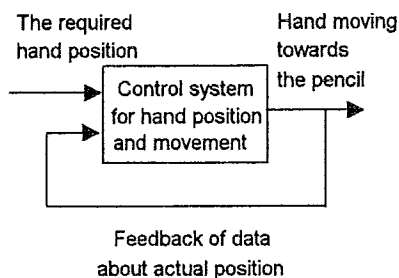 The required
hand position
Hand moving
towards
the pencil
Control system
for hand position
and movement
Feedback of data
about actual position